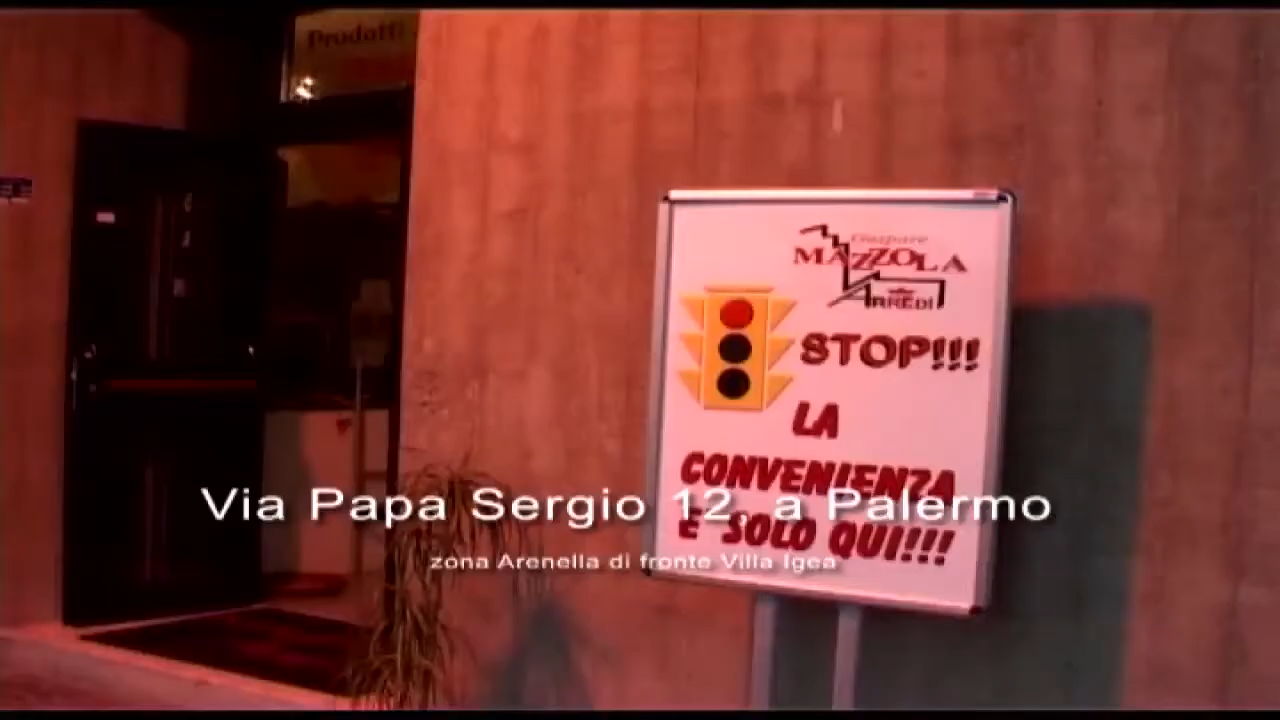 Prodotti
Gaspare
MAZZOLA
ARREDI
STOP!!!
LA
CONVENIENZA
È SOLO QUI!!!
Via Papa Sergio 12, a Palermo
zona Arenella di fronte Villa Igea